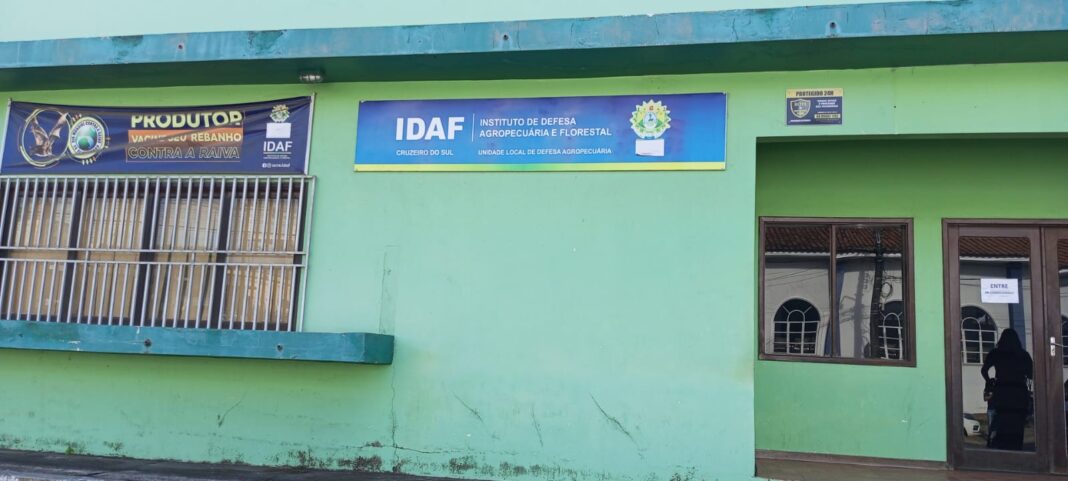 PRODUTOR
VACINE SEU REBANHO
CONTRA A RAIVA
IDAF
IDAF
INSTITUTO DE DEFESA
AGROPECUÁRIA E FLORESTAL
CRUZEIRO DO SUL
UNIDADE LOCAL DE DEFESA AGROPECUÁRIA
PROTEGIDO 24H
ENTRE